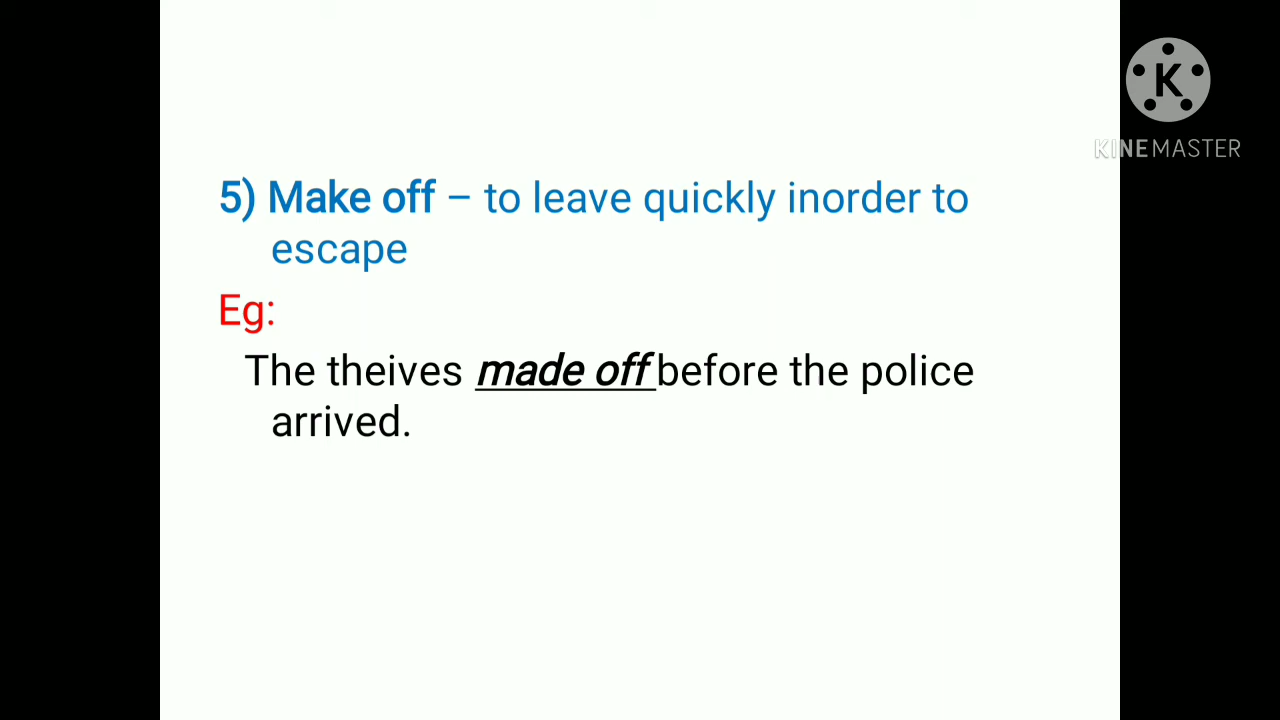 K
KINEMASTER
5) Make off – to leave quickly inorder to
escape
Eg:
The theives made off before the police
arrived.